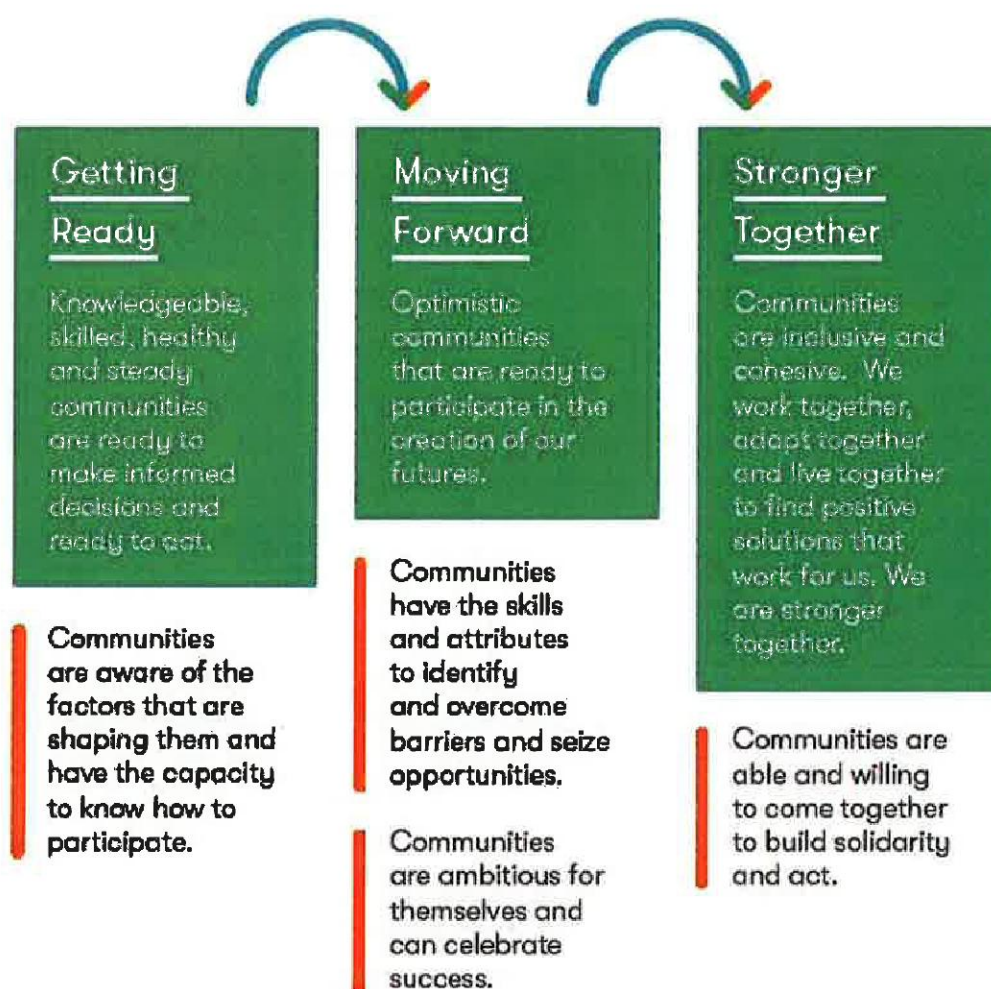 Getting
Ready
Knowledgeable,
skilled, healthy
and steady
communities
are ready to
make informed
decisions and
ready to act.
Communities
are aware of the
factors that are
shaping them and
have the capacity
to know how to
participate.
Moving
Forward
Optimistic
communities
that are ready to
participate in the
creation of our
futures.
Communities
have the skills
and attributes
to identify
and overcome
barriers and seize
opportunities.
Communities
are ambitious for
themselves and
can celebrate
success.
Stronger
Together
Communities
are inclusive and
cohesive. We
work together,
adapt together
and live together
to find positive
solutions that
work for us. We
are stronger
together.
Communities are
able and willing
to come together
to build solidarity
and act.